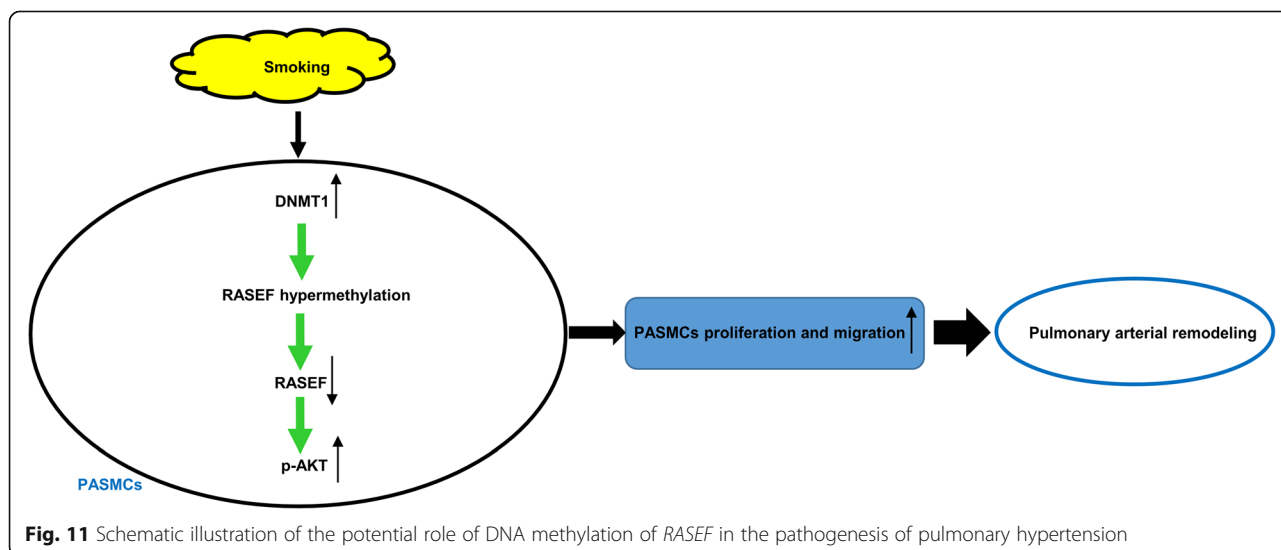 Smoking
DNMT1
RASEF hypermethylation
RASEF
p-AKT
PASMCs
PASMCs proliferation and migration
Pulmonary arterial remodeling
Fig. 11 Schematic illustration of the potential role of DNA methylation of RASEF in the pathogenesis of pulmonary hypertension